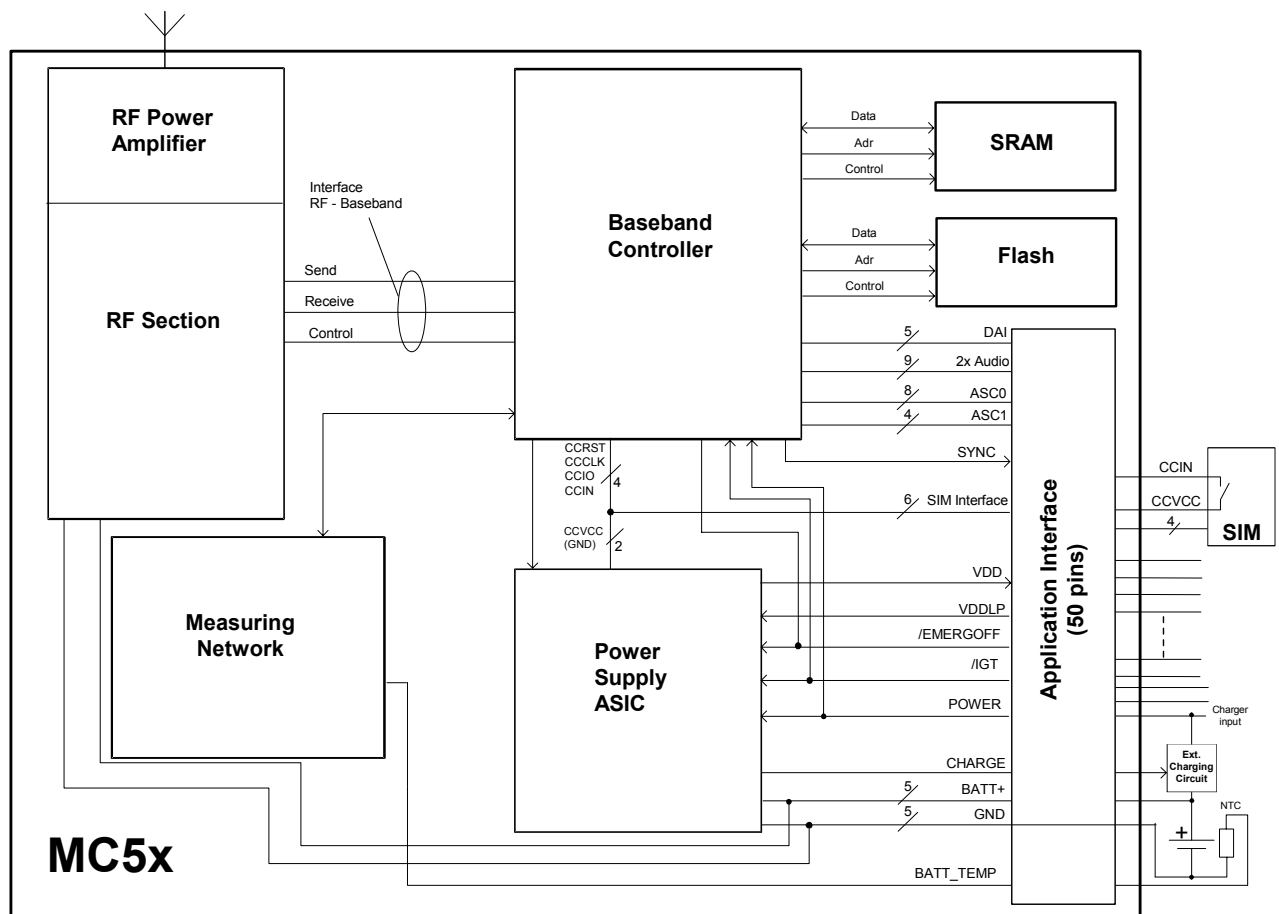 RF Power
Amplifier
RF Section
Interface
RF - Baseband
Send
Receive
Control
Baseband
Controller
Data
Adr
Control
SRAM
Data
Adr
Control
Flash
5
DAI
9
2x Audio
8
ASC0
4
ASC1
SYNC
CCRST
CCCLK
CCIO
CCIN
4
6
SIM Interface
CCVCC
(GND)
2
Measuring
Network
Power
Supply
ASIC
VDD
VDDLP
/EMERGOFF
/IGT
POWER
CHARGE
5
BATT+
5
GND
BATT_TEMP
Application Interface
(50 pins)
CCIN
CCVCC
4
SIM
Charger
input
Ext.
Charging
Circuit
NTC
+
MC5x